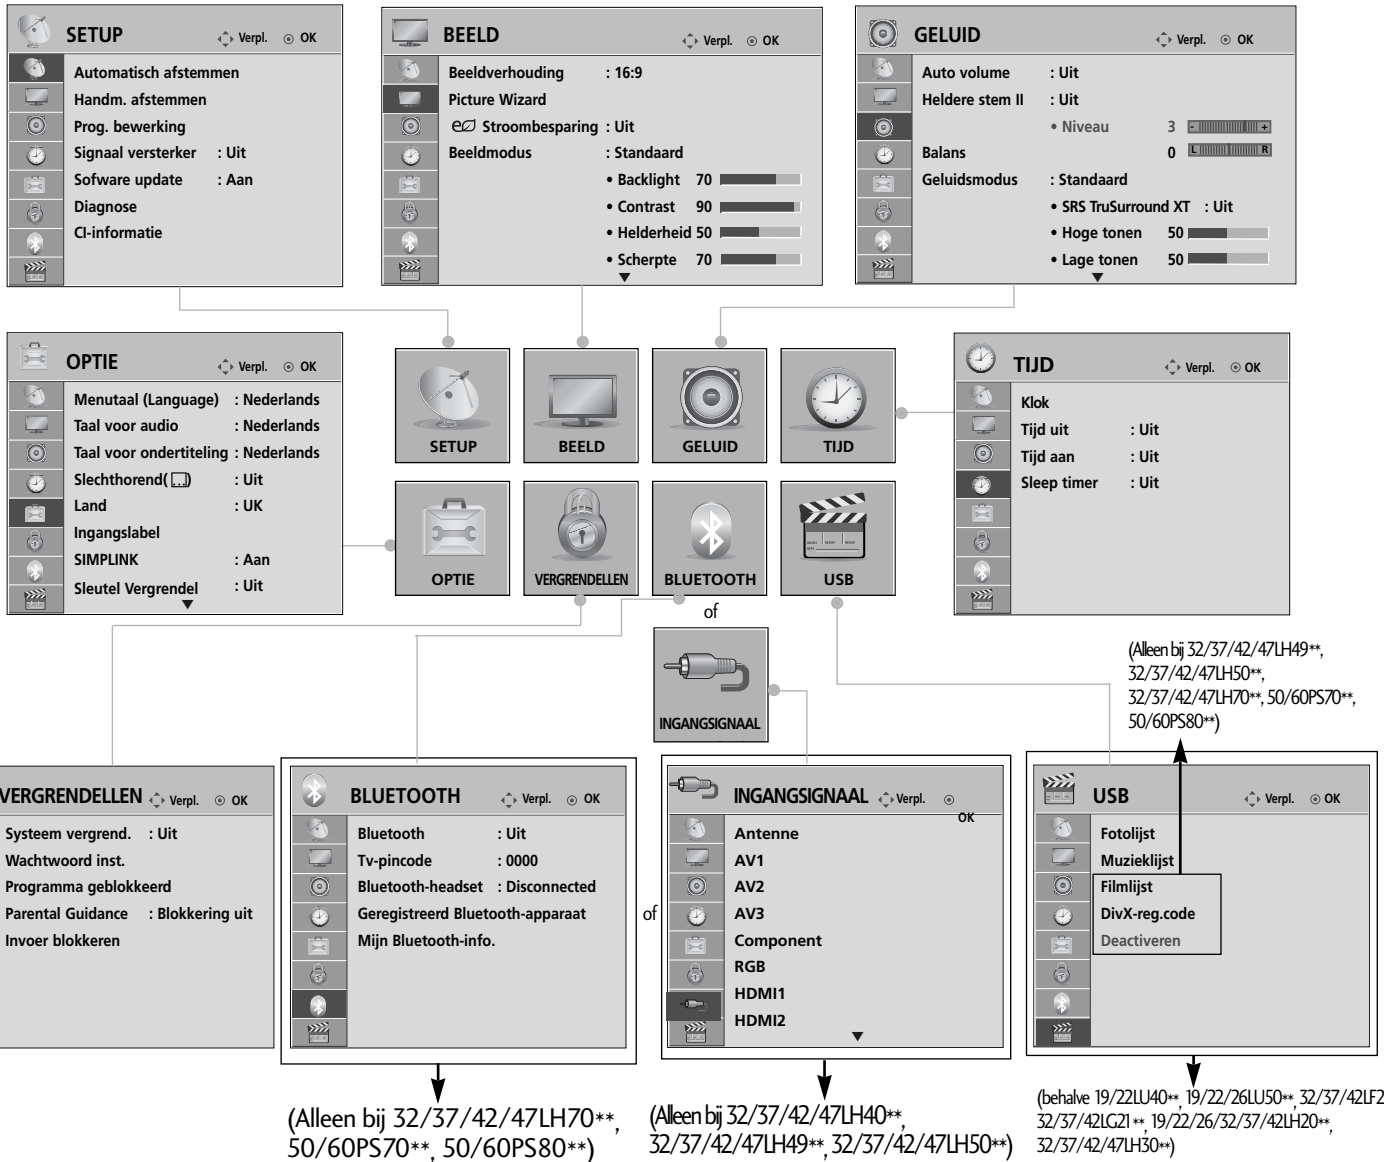 SETUP Verpl. OK
Automatisch afstemmen
Handm. afstemmen
Prog. bewerking
Signaal versterker : Uit
Sofware update : Aan
Diagnose
CI-informatie
BEELD Verpl. OK
Beeldverhouding : 16:9
Picture Wizard
Stroombesparing : Uit
Beeldmodus : Standaard
• Backlight 70
• Contrast 90
• Helderheid 50
• Scherpte 70
GELUID Verpl. OK
Auto volume : Uit
Heldere stem II : Uit
• Niveau 3 - +
Balans 0 L R
Geluidsmodus : Standaard
• SRS TruSurround XT : Uit
• Hoge tonen 50
• Lage tonen 50
OPTIE Verpl. OK
Menutaal (Language) : Nederlands
Taal voor audio : Nederlands
Taal voor ondertiteling : Nederlands
Slechthorend( ) : Uit
Land : UK
Ingangslabel
SIMPLINK : Aan
Sleutel Vergrendel : Uit
SETUP
BEELD
GELUID
TIJD
OPTIE
VERGRENDELLEN
BLUETOOTH
USB
of
INGANGSIGNAAL
TIJD Verpl. OK
Klok
Tijd uit : Uit
Tijd aan : Uit
Sleep timer : Uit
(Alleen bij 32/37/42/47LH49**,
32/37/42/47LH50**,
32/37/42/47LH70**, 50/60PS70**,
50/60PS80**)
VERGRENDELLEN Verpl. OK
Systeem vergrend. : Uit
Wachtwoord inst.
Programma geblokkeerd
Parental Guidance : Blokkering uit
Invoer blokkeren
BLUETOOTH Verpl. OK
Bluetooth : Uit
Tv-pincode : 0000
Bluetooth-headset : Disconnected
Geregistreerd Bluetooth-apparaat
Mijn Bluetooth-info.
of
INGANGSIGNAAL Verpl. OK
Antenne
AV1
AV2
AV3
Component
RGB
HDMI1
HDMI2
USB Verpl. OK
Fotolijst
Muzieklijst
Filmlijst
DivX-reg.code
Deactiveren
(Alleen bij 32/37/42/47LH70**,
50/60PS70**, 50/60PS80**)
(Alleen bij 32/37/42/47LH40**,
32/37/42/47LH49**, 32/37/42/47LH50**)
(behalve 19/22LU40**, 19/22/26LU50**, 32/37/42LF2
32/37/42LG21**, 19/22/26/32/37/42LH20**,
32/37/42/47LH30**)